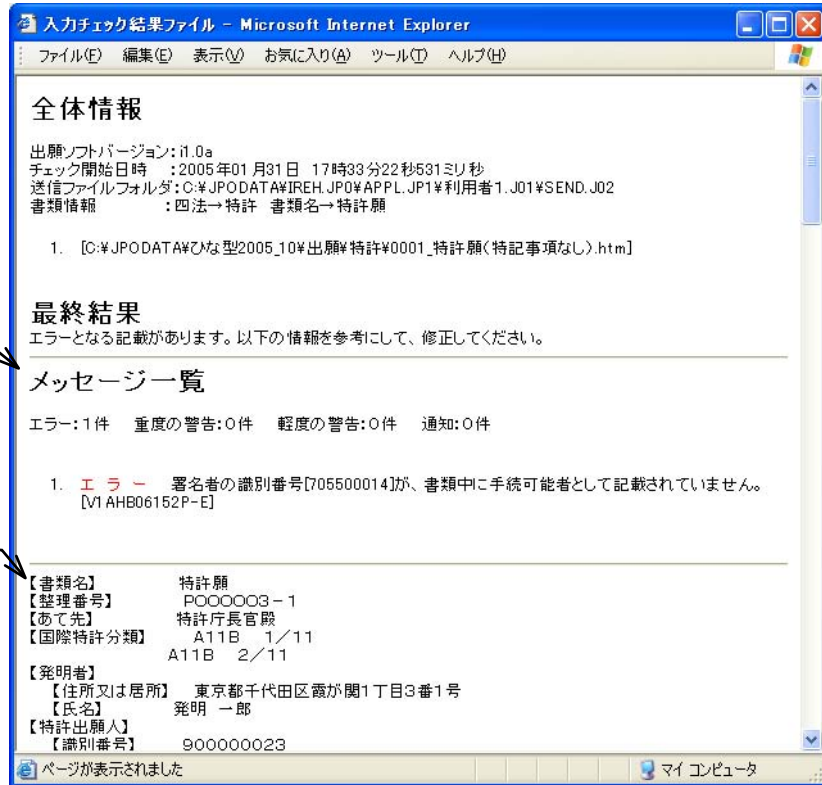 入力チェック結果ファイル - Microsoft Internet Explorer
ファイル(F) 編集(E) 表示(V) お気に入り(A) ツール(T) ヘルプ(H)
全体情報
出願ソフトバージョン:i1.0a
チェック開始日時 :2005年01月31日 17時33分22秒531ミリ秒
送信ファイルフォルダ:C:¥JPODATA¥IREH.JP0¥APPL.JP1¥利用者1.J01¥SEND.J02
書類情報 :四法→特許 書類名→特許願
1. [C:¥JPODATA¥ひな型2005_10¥出願¥特許¥0001_特許願(特記事項なし).htm]
最終結果
エラーとなる記載があります。以下の情報を参考にして、修正してください。
メッセージ一覧
エラー:1件 重度の警告:0件 軽度の警告:0件 通知:0件
1. エ ラ ー 署名者の識別番号[705500014]が、書類中に手続可能者として記載されていません。
[V1AHB06152P-E]
【書類名】 特許願
【整理番号】 P000003-1
【あて先】 特許庁長官殿
【国際特許分類】 A11B 1/11
A11B 2/11
【発明者】
【住所又は居所】 東京都千代田区霞が関1丁目3番1号
【氏名】 発明 一郎
【特許出願人】
【識別番号】 900000023
ページが表示されました マイ コンピュータ